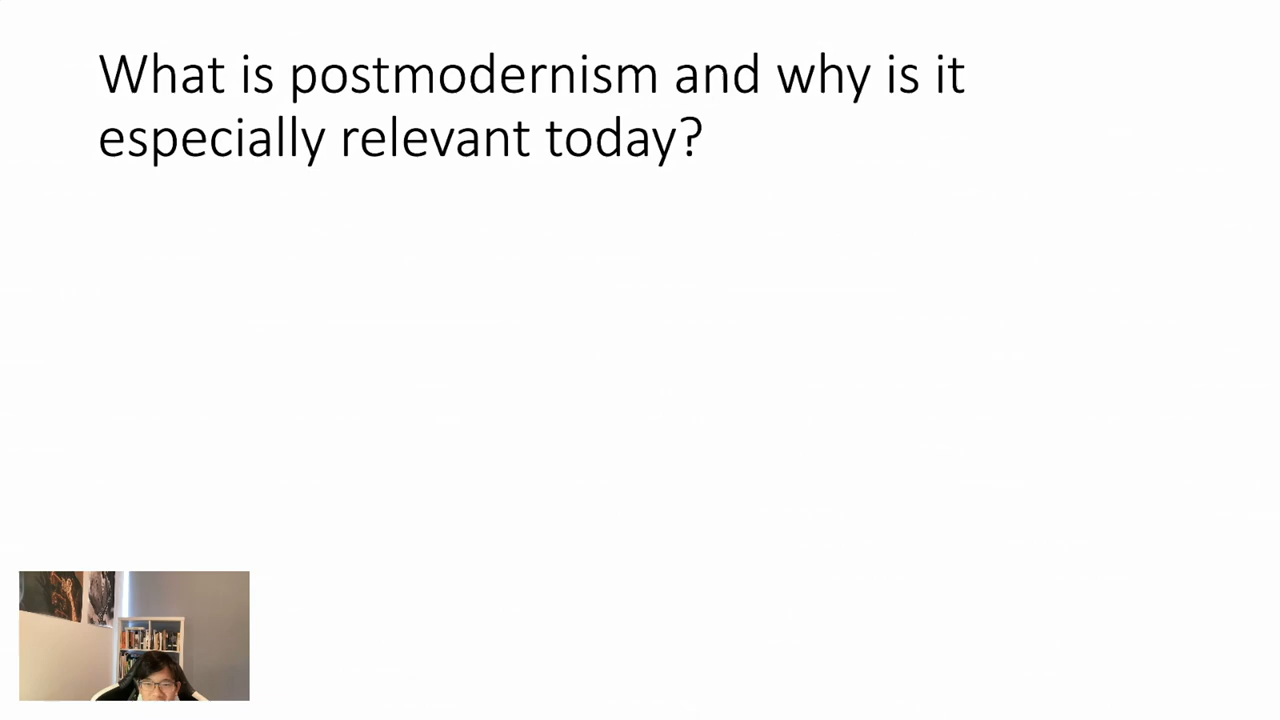 What is postmodernism and why is it
especially relevant today?